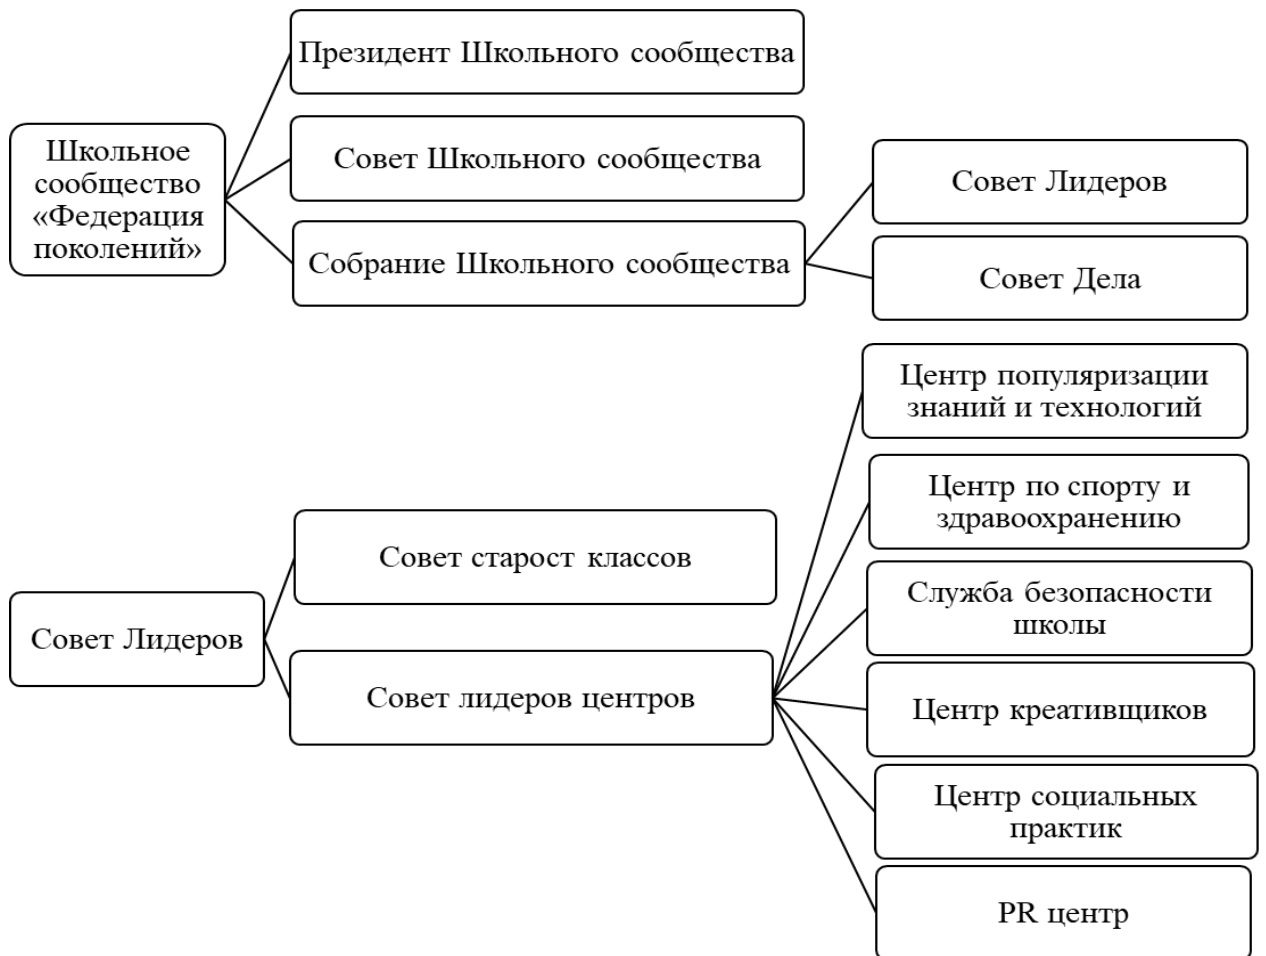 Президент Школьного сообщества
Школьное
сообщество
«Федерация
поколений»
Совет Школьного сообщества
Собрание Школьного сообщества
Совет Лидеров
Совет Дела
Центр популяризации
знаний и технологий
Центр по спорту и
здравоохранению
Совет старост классов
Служба безопасности
школы
Совет Лидеров
Совет лидеров центров
Центр креативщиков
Центр социальных
практик
PR центр